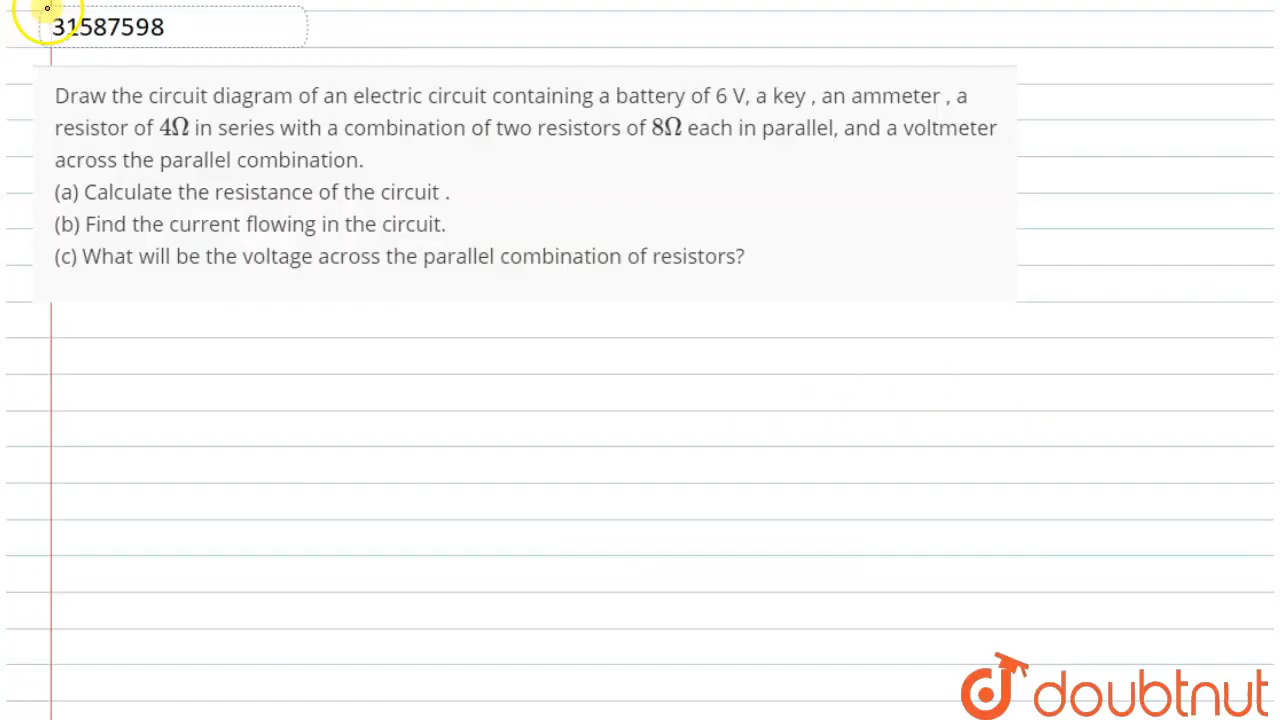 31587598
Draw the circuit diagram of an electric circuit containing a battery of 6 V, a key , an ammeter , a
resistor of 4Ω in series with a combination of two resistors of 8Ω each in parallel, and a voltmeter
across the parallel combination.
(a) Calculate the resistance of the circuit .
(b) Find the current flowing in the circuit.
(c) What will be the voltage across the parallel combination of resistors?
doubtnut